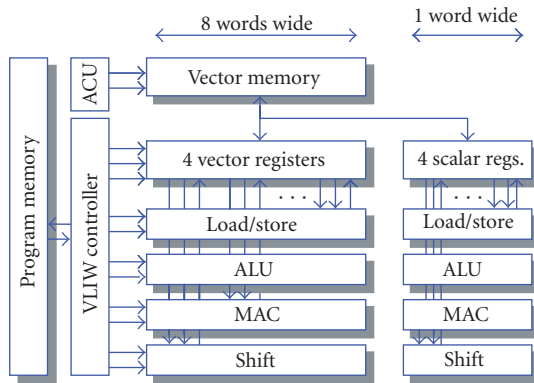 8 words wide
1 word wide
Program memory
ACU
Vector memory
VLIW controller
4 vector registers
4 scalar regs.
. . .
. . .
Load/store
Load/store
ALU
ALU
MAC
MAC
Shift
Shift